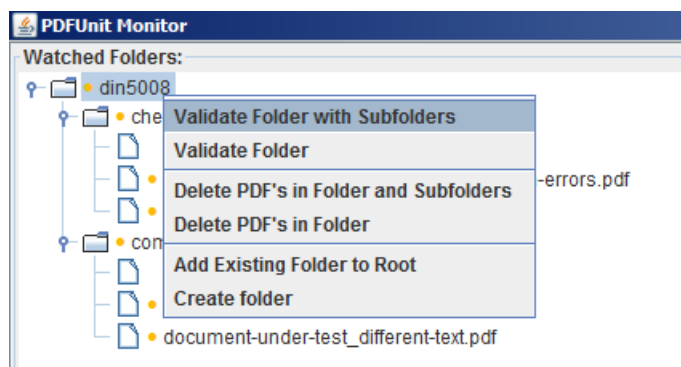 PDFUnit Monitor
Watched Folders:
din5008
che
Validate Folder with Subfolders
Validate Folder
Delete PDF's in Folder and Subfolders
-errors.pdf
Delete PDF's in Folder
com
Add Existing Folder to Root
Create folder
document-under-test_different-text.pdf